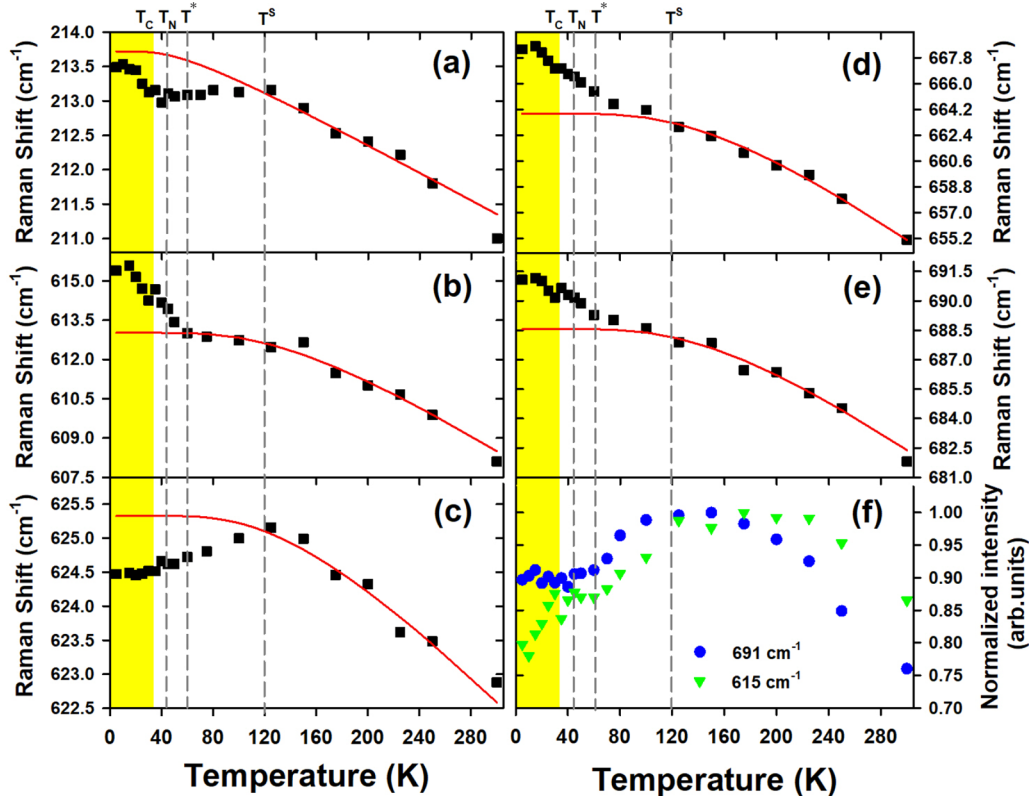 T_C T_N T* T^S
T_C T_N T* T^S
214.0
213.5
213.0
212.5
212.0
211.5
211.0
Raman Shift (cm⁻¹)
(a)
667.8
666.0
664.2
662.4
660.6
658.8
657.0
655.2
Raman Shift (cm⁻¹)
(d)
615.0
613.5
612.0
610.5
609.0
607.5
Raman Shift (cm⁻¹)
(b)
691.5
690.0
688.5
687.0
685.5
684.0
682.5
681.0
Raman Shift (cm⁻¹)
(e)
625.5
625.0
624.5
624.0
623.5
623.0
622.5
Raman Shift (cm⁻¹)
(c)
1.00
0.95
0.90
0.85
0.80
0.75
0.70
Normalized intensity
(arb.units)
(f)
691 cm⁻¹
615 cm⁻¹
0 40 80 120 160 200 240 280
0 40 80 120 160 200 240 280
Temperature (K)
Temperature (K)